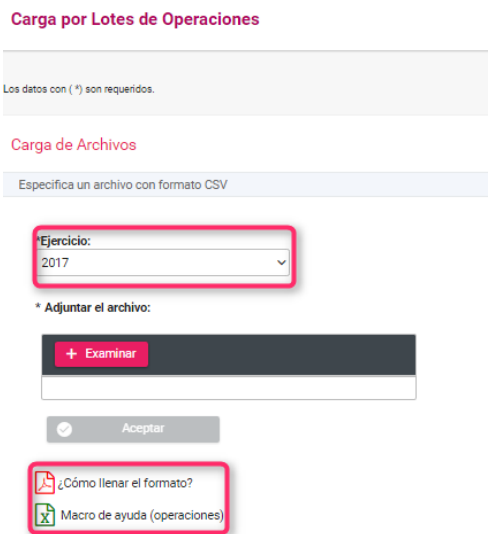 Carga por Lotes de Operaciones
Los datos con ( *) son requeridos.
Carga de Archivos
Especifica un archivo con formato CSV
*Ejercicio:
2017
* Adjuntar el archivo:
+ Examinar
Aceptar
¿Cómo llenar el formato?
Macro de ayuda (operaciones)